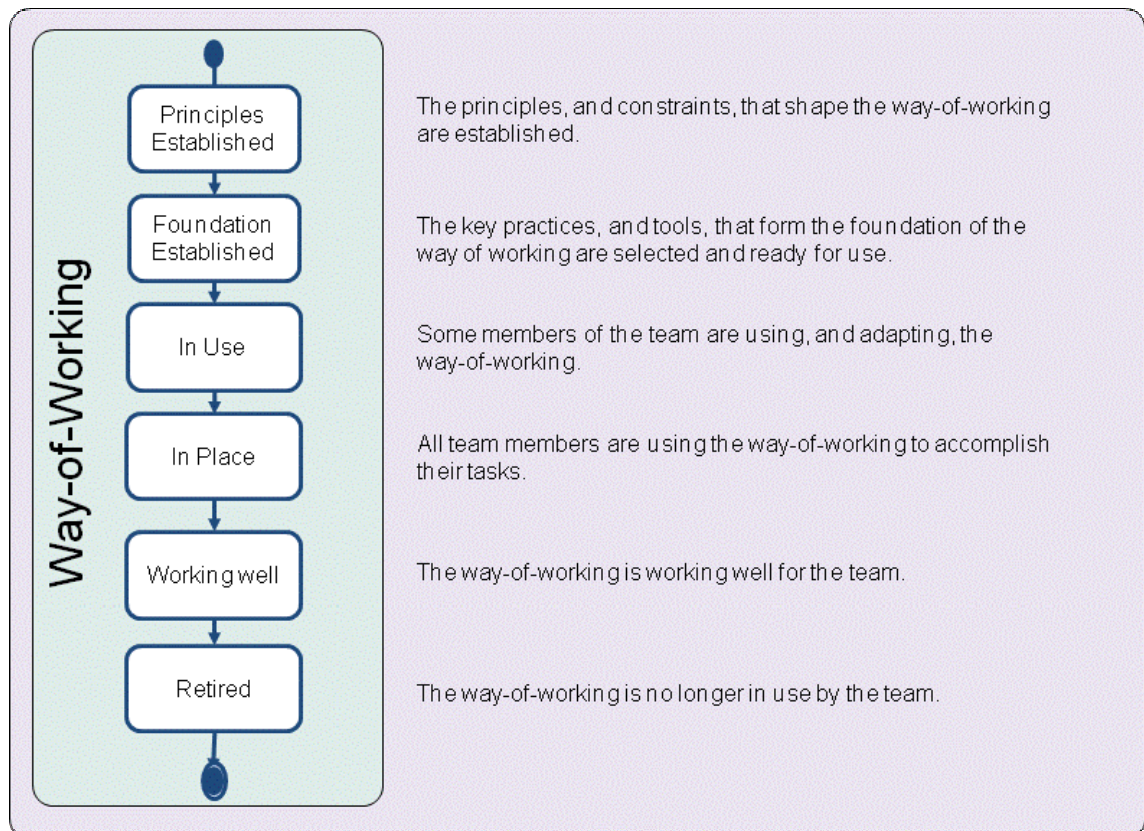 Way-of-Working
Principles
Established
The principles, and constraints, that shape the way-of-working
are established.
Foundation
Established
The key practices, and tools, that form the foundation of the
way of working are selected and ready for use.
In Use
Some members of the team are using, and adapting, the
way-of-working.
In Place
All team members are using the way-of-working to accomplish
their tasks.
Working well
The way-of-working is working well for the team.
Retired
The way-of-working is no longer in use by the team.